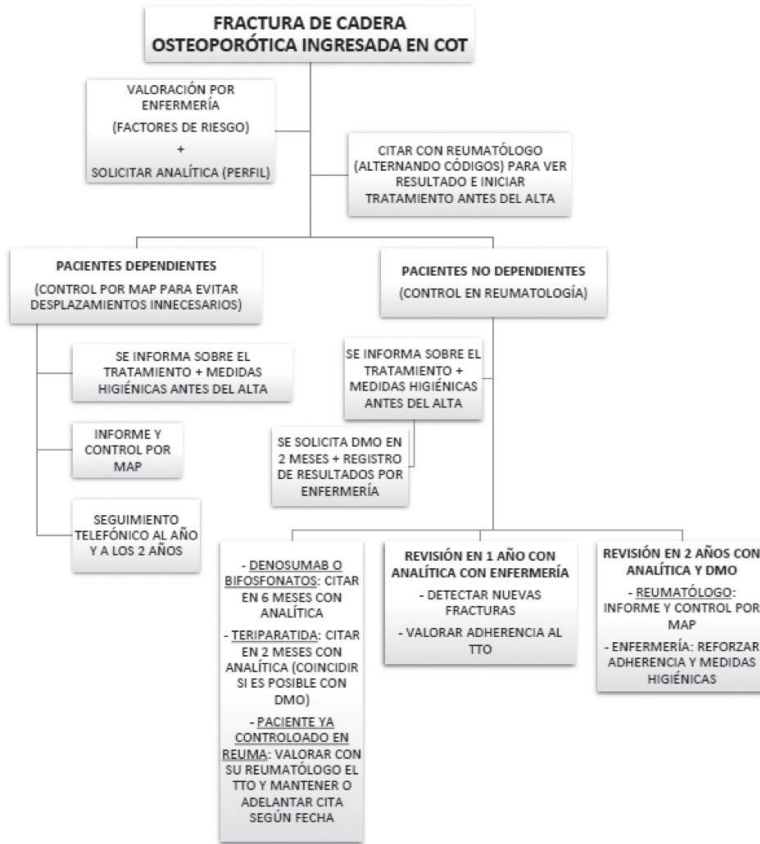 FRACTURA DE CADERA
OSTEOPORÓTICA INGRESADA EN COT
VALORACIÓN POR
ENFERMERÍA
(FACTORES DE RIESGO)
+
SOLICITAR ANALÍTICA (PERFIL)
CITAR CON REUMATÓLOGO
(ALTERNANDO CÓDIGOS) PARA VER
RESULTADO E INICIAR
TRATAMIENTO ANTES DEL ALTA
PACIENTES DEPENDIENTES
(CONTROL POR MAP PARA EVITAR
DESPLAZAMIENTOS INNECESARIOS)
SE INFORMA SOBRE EL
TRATAMIENTO + MEDIDAS
HIGIÉNICAS ANTES DEL ALTA
INFORME Y
CONTROL POR
MAP
SEGUIMIENTO
TELEFÓNICO AL AÑO
Y A LOS 2 AÑOS
PACIENTES NO DEPENDIENTES
(CONTROL EN REUMATOLOGÍA)
SE INFORMA SOBRE EL
TRATAMIENTO +
MEDIDAS HIGIÉNICAS
ANTES DEL ALTA
SE SOLICITA DMO EN
2 MESES + REGISTRO
DE RESULTADOS POR
ENFERMERÍA
- DENOSUMAB O
BIFOSFONATOS: CITAR
EN 6 MESES CON
ANALÍTICA
- TERIPARATIDA: CITAR
EN 2 MESES CON
ANALÍTICA (COINCIDIR
SI ES POSIBLE CON
DMO)
- PACIENTE YA
CONTROLOADO EN
REUMA: VALORAR CON
SU REUMATÓLOGO EL
TTO Y MANTENER O
ADELANTAR CITA
SEGÚN FECHA
REVISIÓN EN 1 AÑO CON
ANALÍTICA CON ENFERMERÍA
- DETECTAR NUEVAS
FRACTURAS
- VALORAR ADHERENCIA AL
TTO
REVISIÓN EN 2 AÑOS CON
ANALÍTICA Y DMO
- REUMATÓLOGO:
INFORME Y CONTROL POR
MAP
- ENFERMERÍA: REFORZAR
ADHERENCIA Y MEDIDAS
HIGIÉNICAS